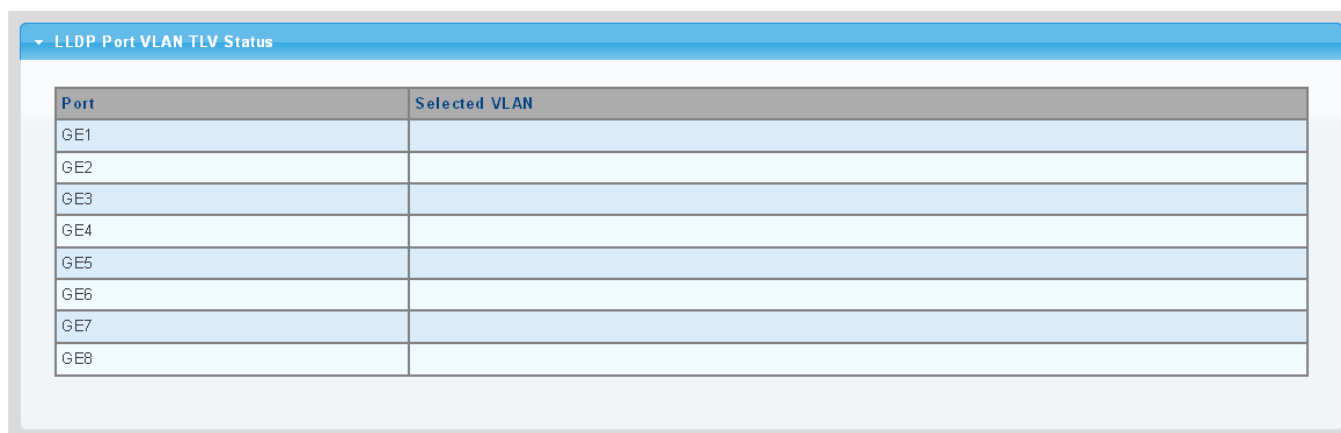 LLDP Port VLAN TLV Status
Port Selected VLAN
GE1
GE2
GE3
GE4
GE5
GE6
GE7
GE8